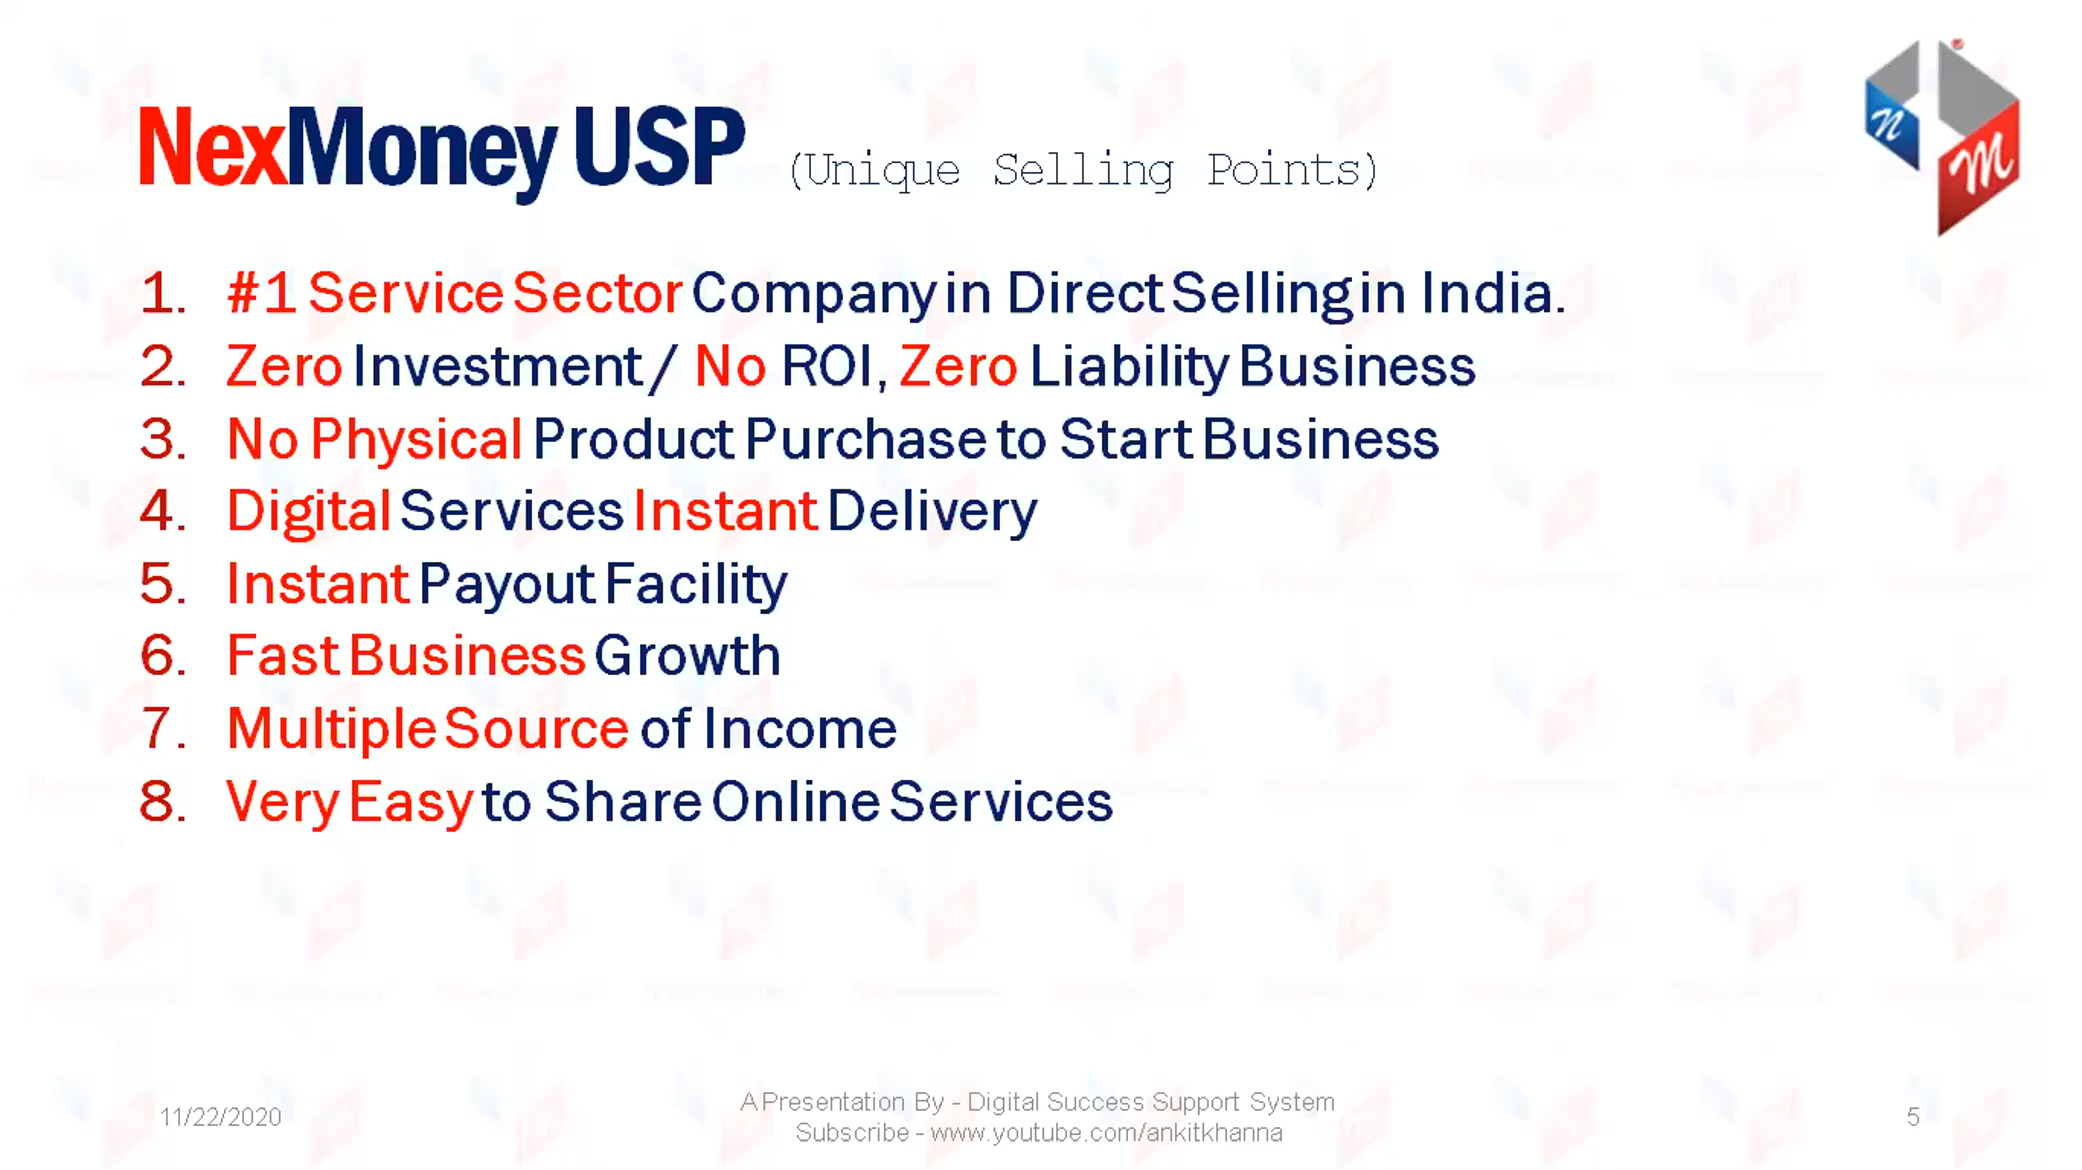 NexMoney USP (Unique Selling Points)
1. #1 Service Sector Company in Direct Selling in India.
2. Zero Investment / No ROI, Zero Liability Business
3. No Physical Product Purchase to Start Business
4. Digital Services Instant Delivery
5. Instant Payout Facility
6. Fast Business Growth
7. Multiple Source of Income
8. Very Easy to Share Online Services
n
m
11/22/2020
A Presentation By - Digital Success Support System
Subscribe - www.youtube.com/ankitkhanna
5